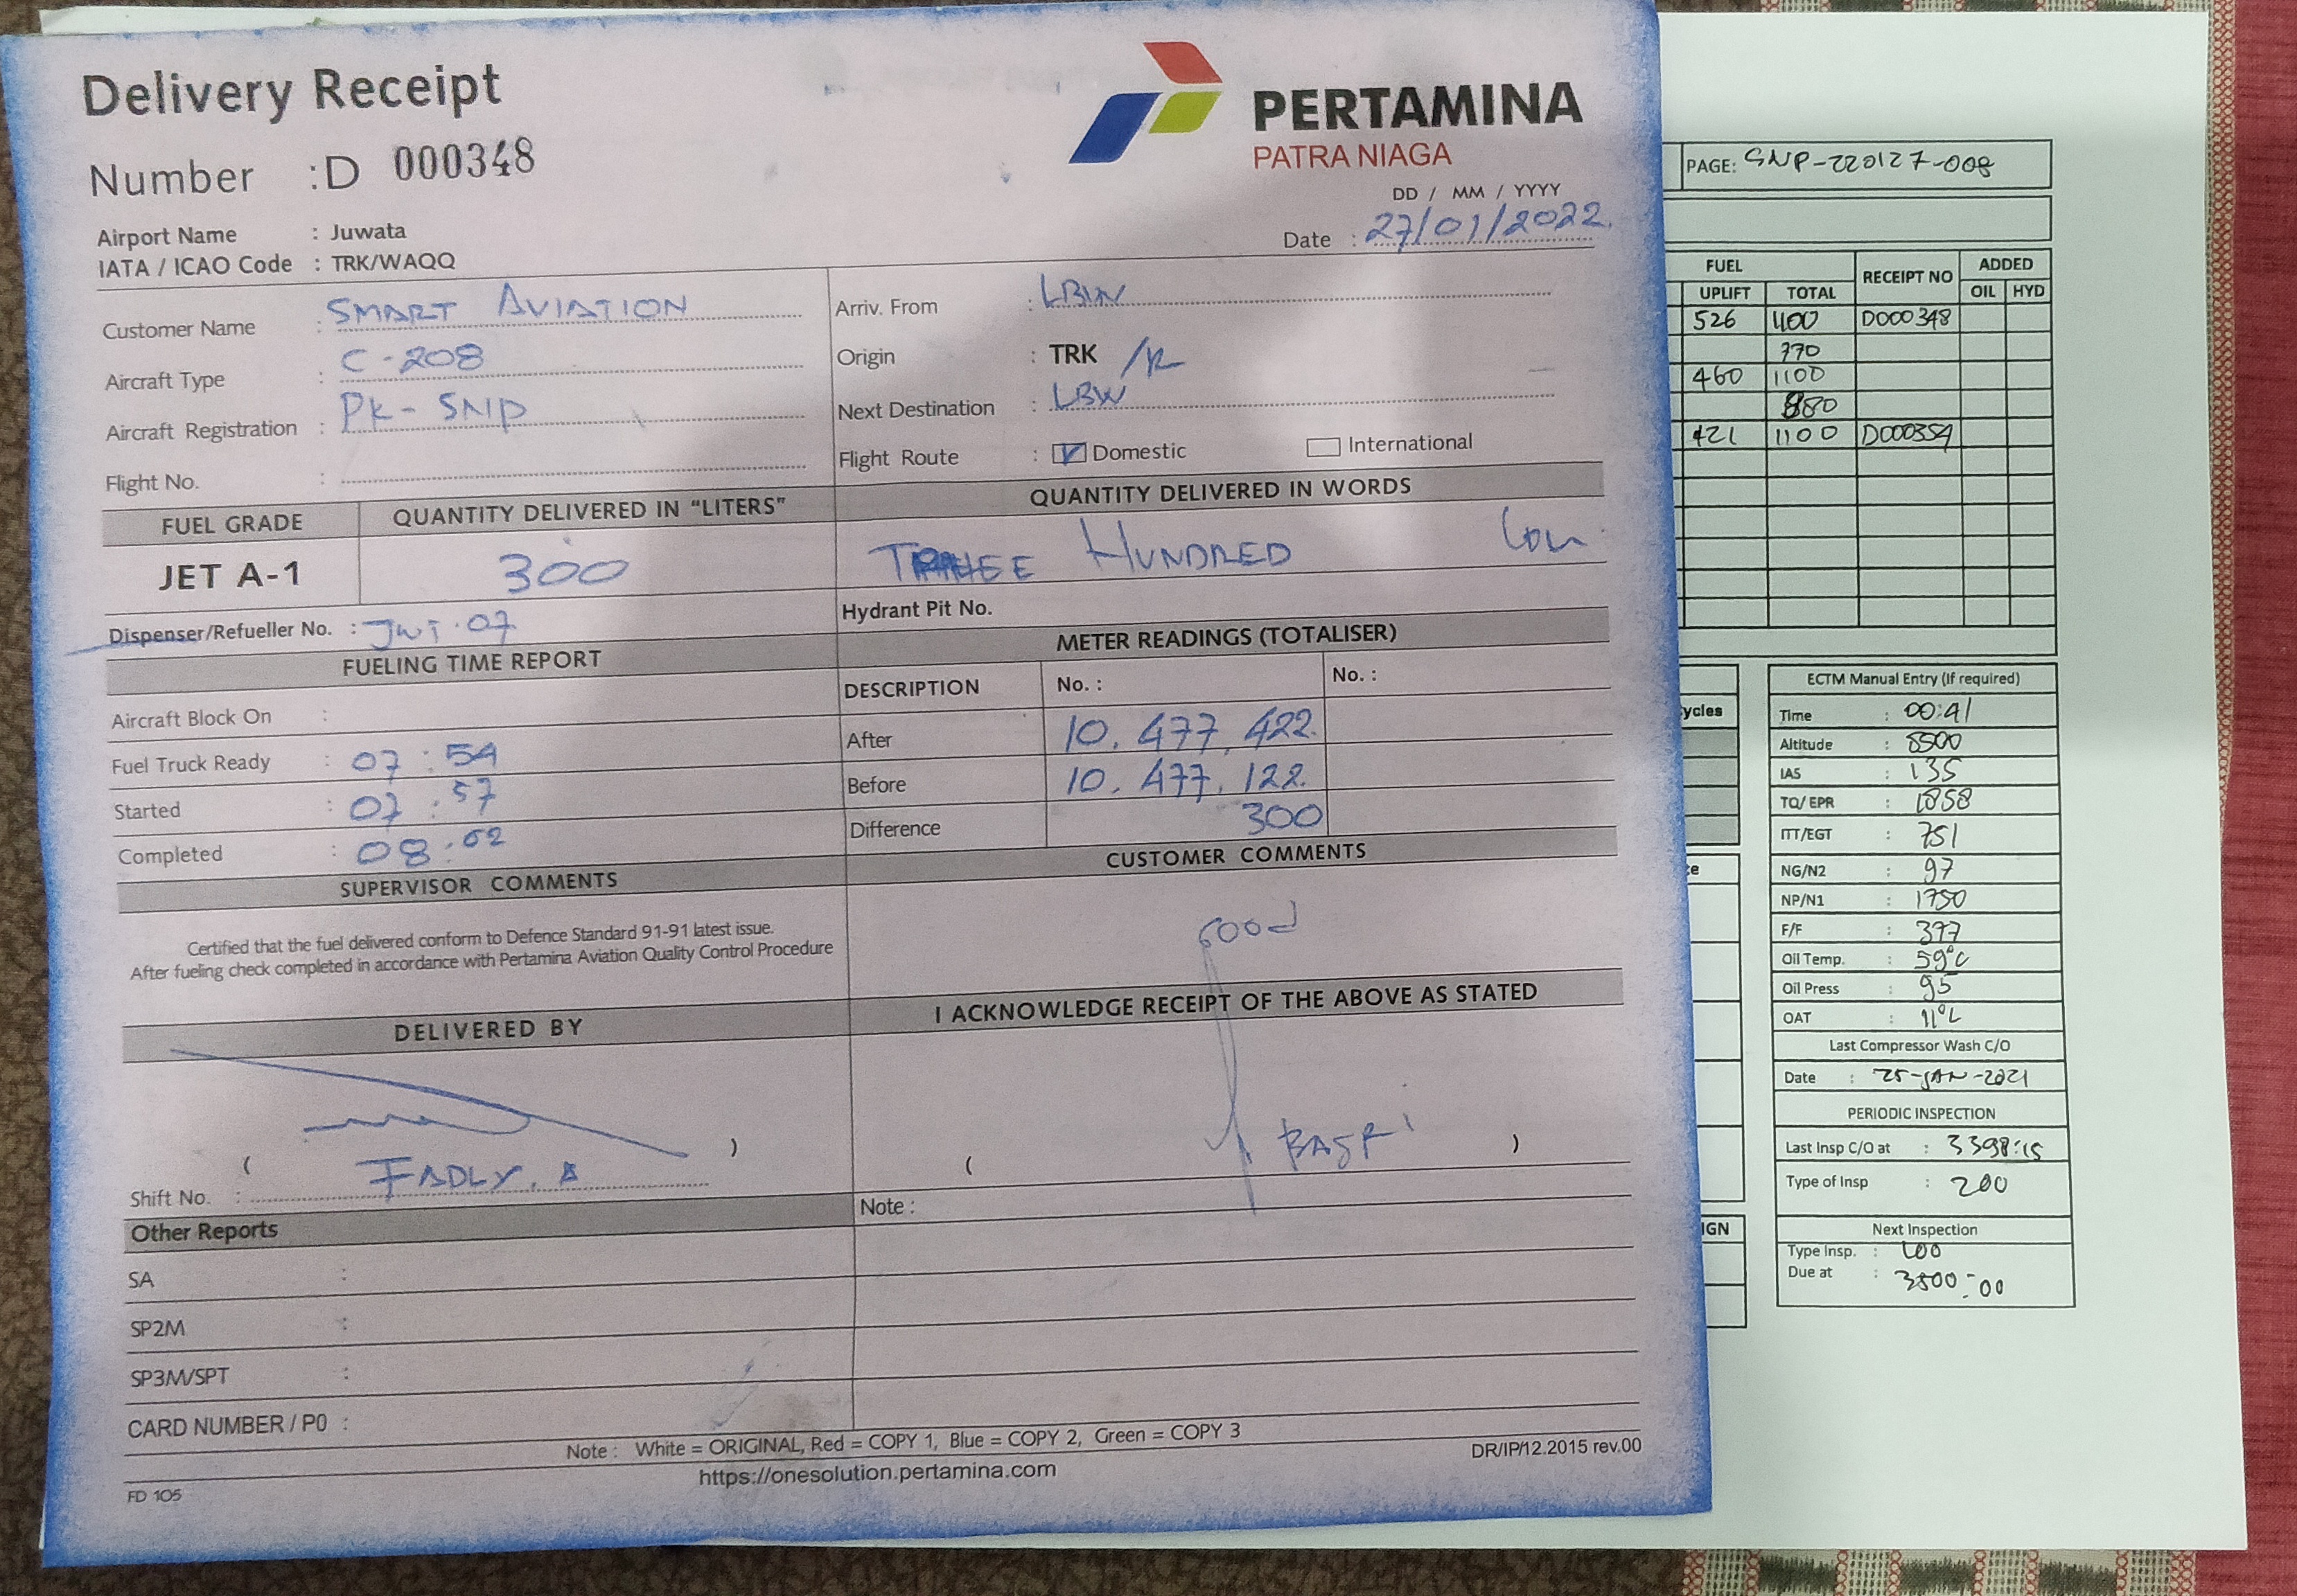 Delivery Receipt
Number : D 000348
PERTAMINA
PATRA NIAGA
DD / MM / YYYY
Date : 27/01/2022.
Airport Name : Juwata
IATA / ICAO Code : TRK/WAQQ
Customer Name : SMART AVIATION
Aircraft Type : C-208
Aircraft Registration : PK-SNP
Flight No. :
Arriv. From : LBW
Origin : TRK /R
Next Destination : LBW
Flight Route : Domestic International
FUEL GRADE QUANTITY DELIVERED IN "LITERS" QUANTITY DELIVERED IN WORDS
JET A-1 300 THREE HUNDRED
Dispenser/Refueller No. : JWT.07
Hydrant Pit No.
FUELING TIME REPORT
Aircraft Block On :
Fuel Truck Ready : 07:54
Started : 07:57
Completed : 08:02
METER READINGS (TOTALISER)
DESCRIPTION No. : No. :
After 10.477.422.
Before 10.477.122.
Difference 300
SUPERVISOR COMMENTS
Certified that the fuel delivered conform to Defence Standard 91-91 latest issue.
After fueling check completed in accordance with Pertamina Aviation Quality Control Procedure
CUSTOMER COMMENTS
Good
DELIVERED BY
( )
Shift No. : FADLY. A
I ACKNOWLEDGE RECEIPT OF THE ABOVE AS STATED
( BASRI )
Note :
Other Reports
SA :
SP2M :
SP3M/SPT :
CARD NUMBER / P0 :
Note : White = ORIGINAL, Red = COPY 1, Blue = COPY 2, Green = COPY 3
https://onesolution.pertamina.com
DR/IP/12.2015 rev.00
FD 105
PAGE: SNP-220127-008
FUEL RECEIPT NO ADDED
UPLIFT TOTAL OIL HYD
526 1100 D000348
770
460 1100
880
421 1100 D000354
ycles
ce
IGN
ECTM Manual Entry (If required)
Time : 00:41
Altitude : 8500
IAS : 135
TQ/ EPR : 1858
ITT/EGT : 751
NG/N2 : 97
NP/N1 : 1750
F/F : 377
Oil Temp. : 59°C
Oil Press : 95
OAT : 11°C
Last Compressor Wash C/O
Date : 25-JAN-2021
PERIODIC INSPECTION
Last Insp C/O at : 3398:15
Type of Insp : 200
Next Inspection
Type Insp. : 100
Due at : 3500:00